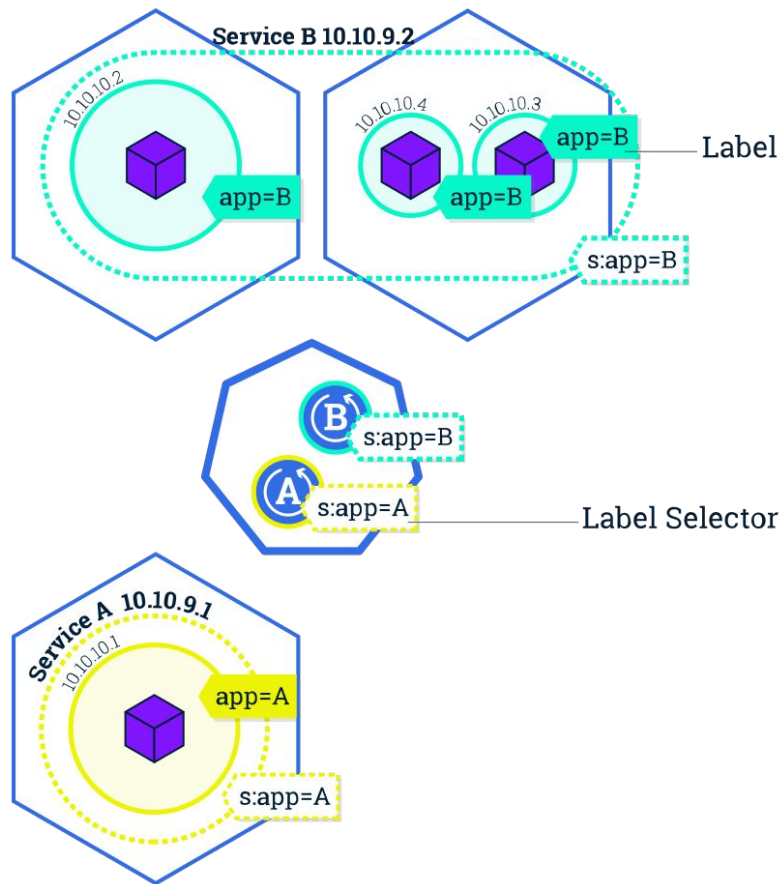 Service B 10.10.9.2
10.10.10.2
app=B
10.10.10.4
app=B
10.10.10.3
app=B
Label
s:app=B
B
s:app=B
A
s:app=A
Label Selector
Service A 10.10.9.1
10.10.10.1
app=A
s:app=A